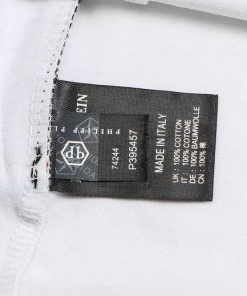 PHILIPP
EIN
74244
P395457
MADE IN ITALY
UK : 100% COTTON
IT : 100% COTONE
DE : 100% BAUMWOLLE
CN : 100% 棉